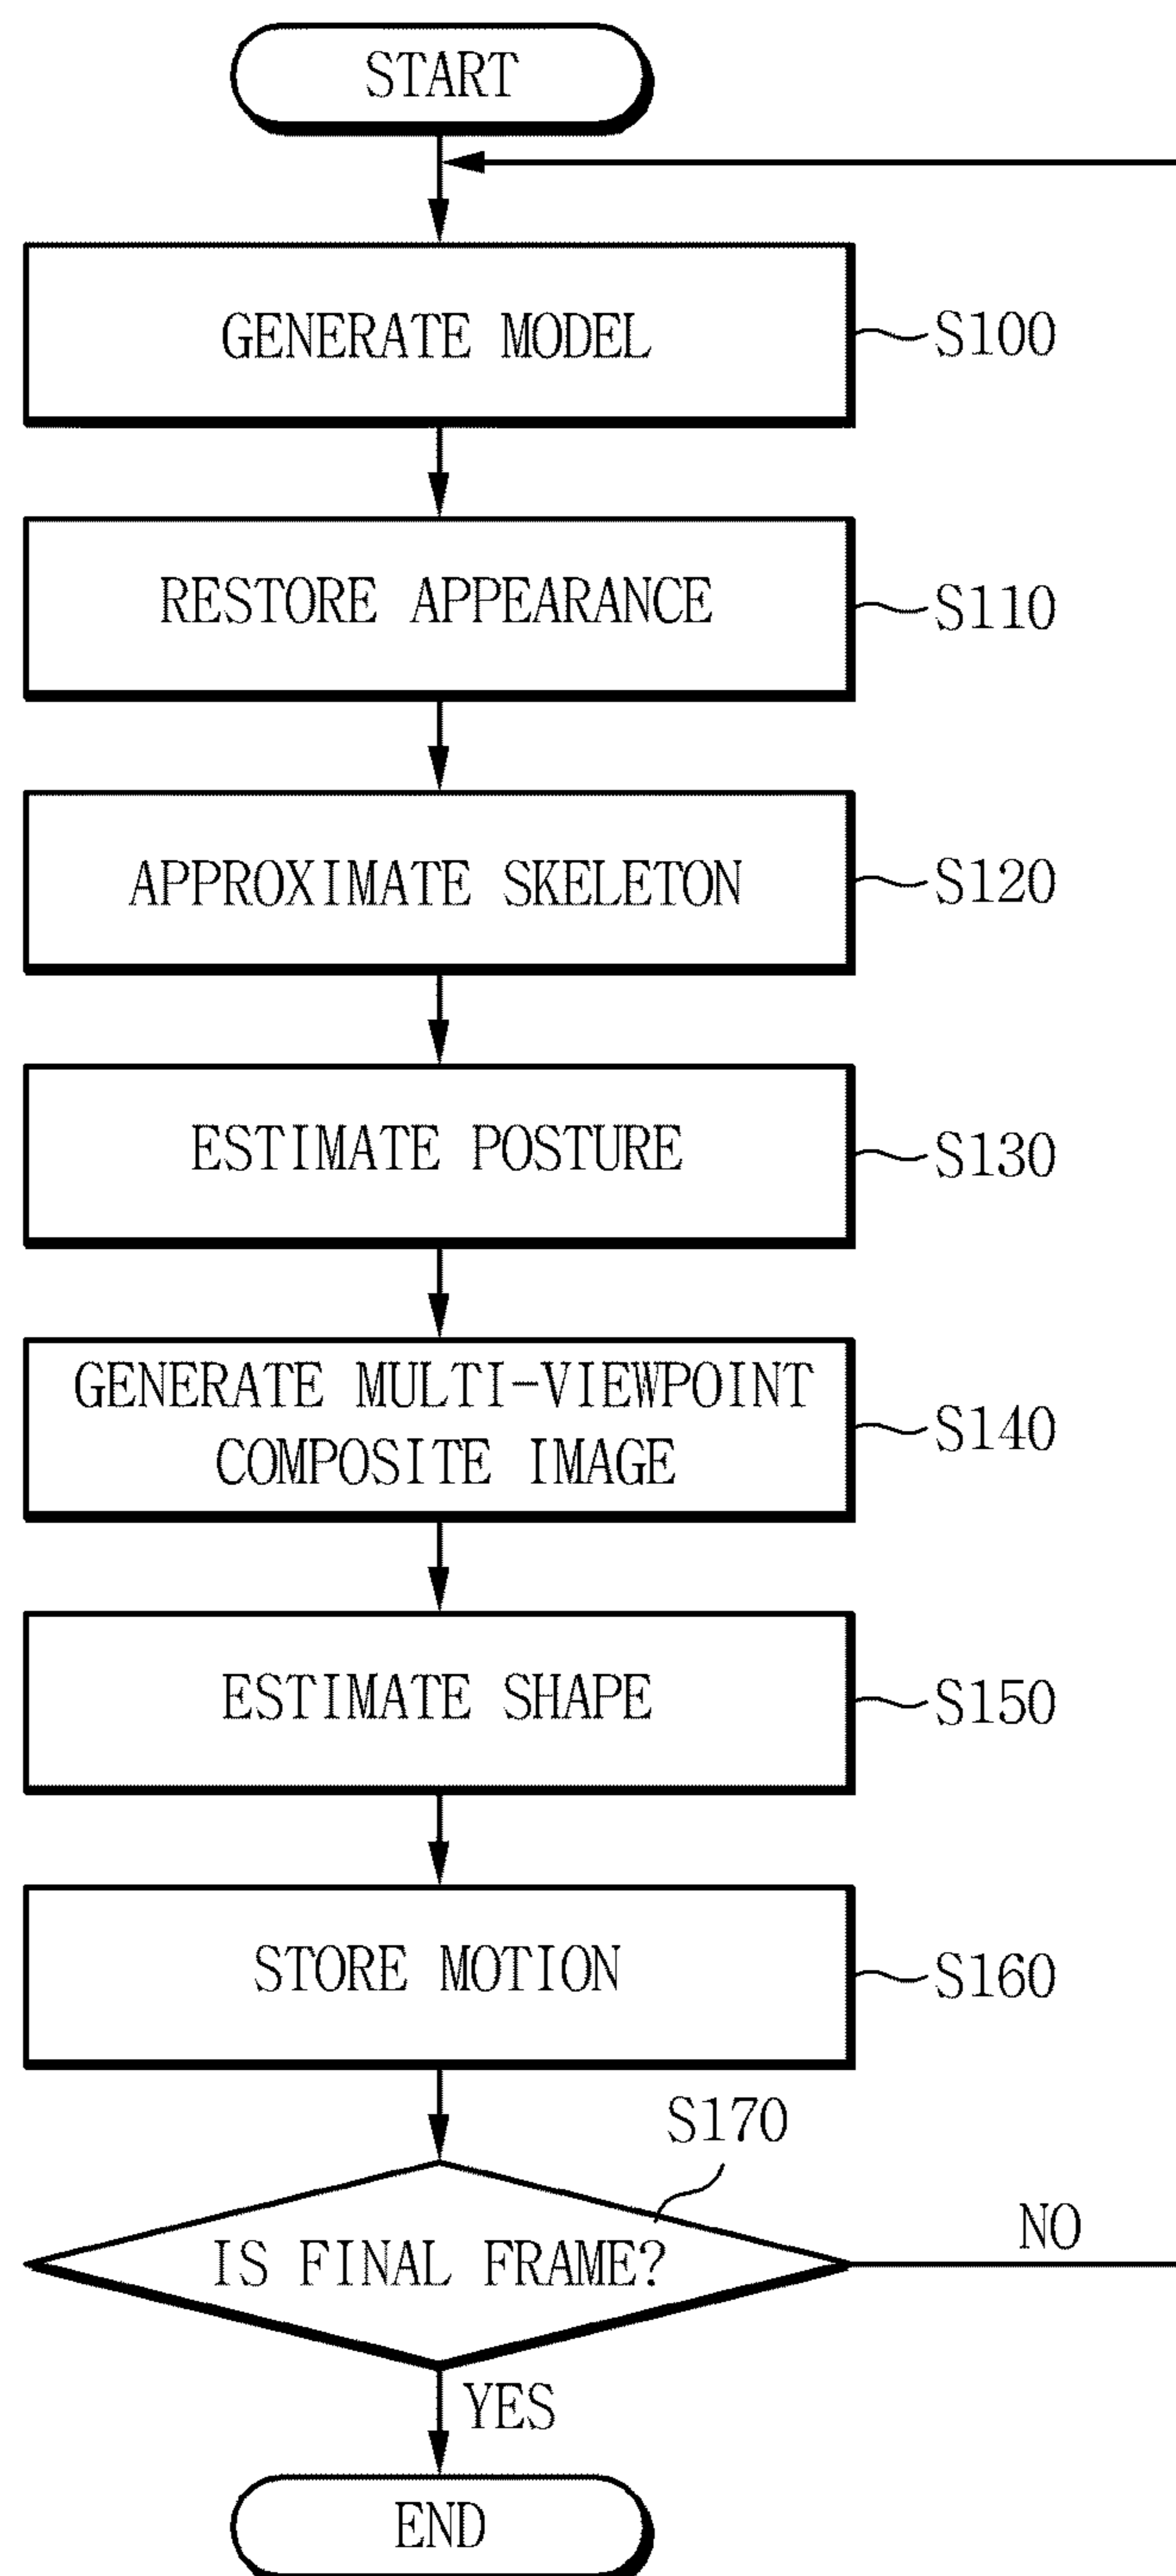 START
GENERATE MODEL
S100
RESTORE APPEARANCE
S110
APPROXIMATE SKELETON
S120
ESTIMATE POSTURE
S130
GENERATE MULTI-VIEWPOINT
COMPOSITE IMAGE
S140
ESTIMATE SHAPE
S150
STORE MOTION
S160
S170
IS FINAL FRAME?
NO
YES
END